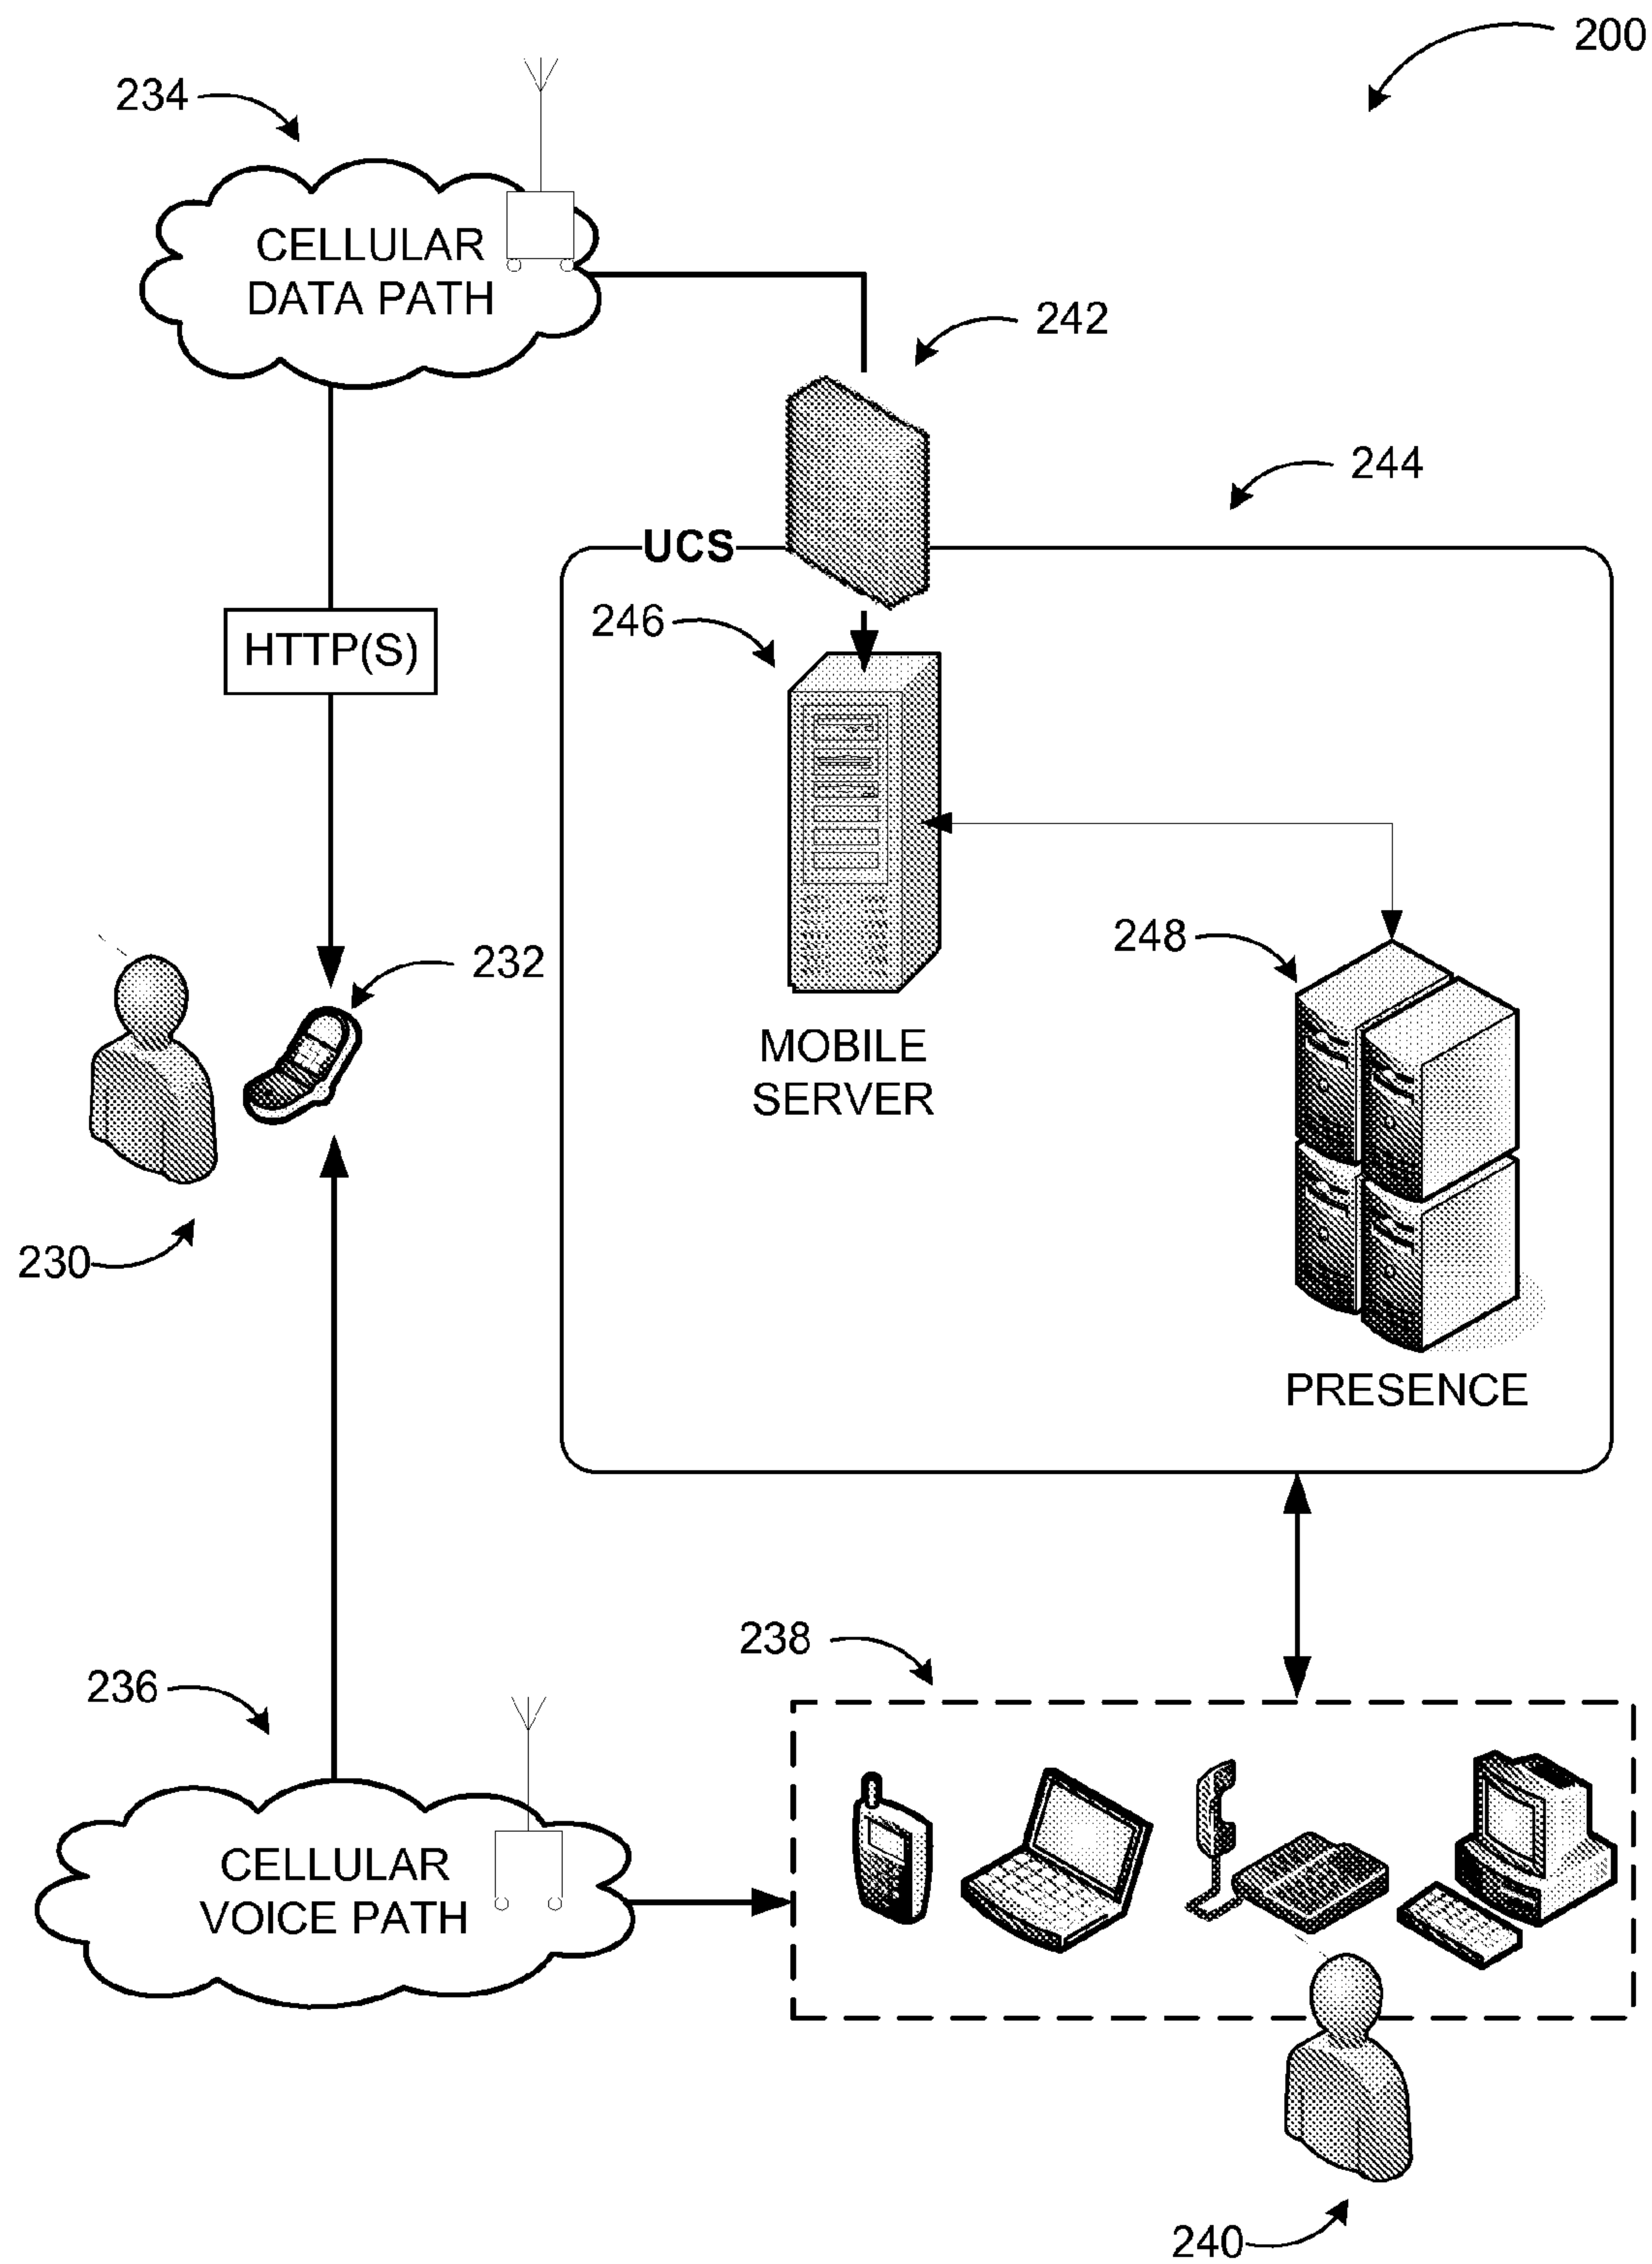 200
234
CELLULAR
DATA PATH
242
244
UCS
246
HTTP(S)
248
232
MOBILE
SERVER
230
PRESENCE
238
236
CELLULAR
VOICE PATH
240